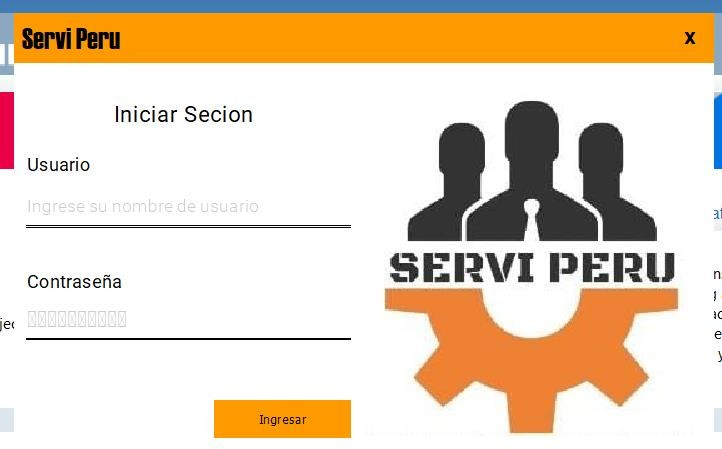 Servi Peru
x
Iniciar Secion
Usuario
Ingrese su nombre de usuario
Contraseña
SERVI PERU
Ingresar